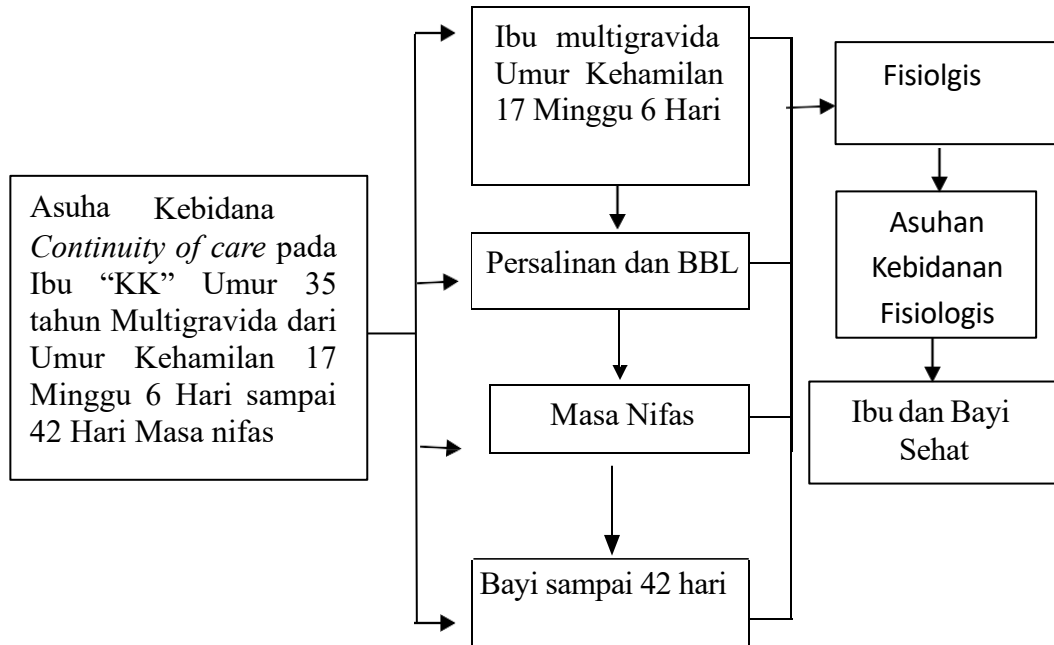 Asuha Kebidana
Continuity of care pada
Ibu “KK” Umur 35
tahun Multigravida dari
Umur Kehamilan 17
Minggu 6 Hari sampai
42 Hari Masa nifas
Ibu multigravida
Umur Kehamilan
17 Minggu 6 Hari
Persalinan dan BBL
Masa Nifas
Bayi sampai 42 hari
Fisiolgis
Asuhan
Kebidanan
Fisiologis
Ibu dan Bayi
Sehat